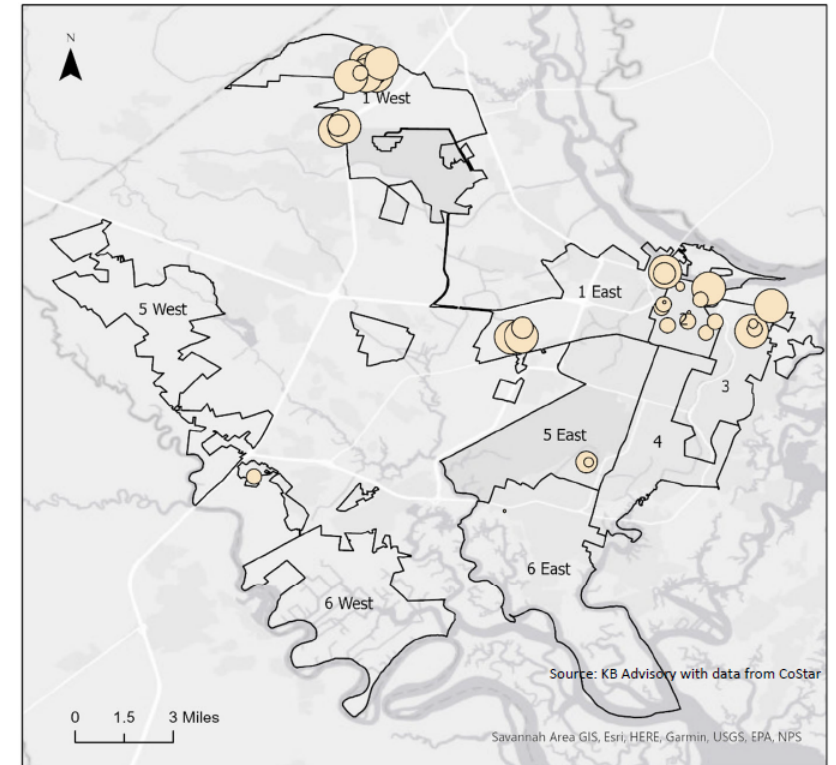 N
1 West
1 East
5 West
2
3
5 East
4
6 East
6 West
Source: KB Advisory with data from CoStar
0 1.5 3 Miles
Savannah Area GIS, Esri, HERE, Garmin, USGS, EPA, NPS